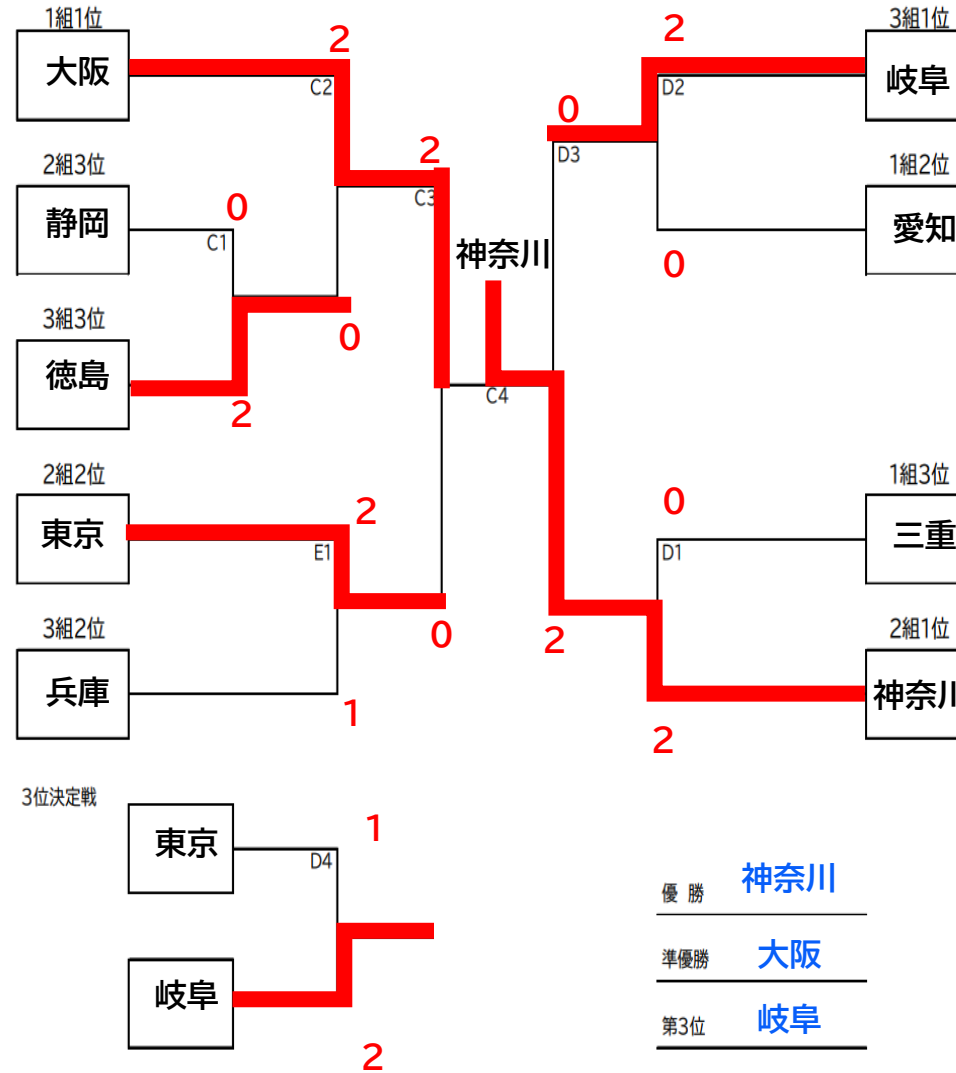 1組1位
大阪
2
C2
2組3位
静岡
0
C1
2
C3
3組3位
徳島
0
2
2組2位
東京
2
E1
0
3組2位
兵庫
1
神奈川
C4
3組1位
岐阜
2
D2
0
D3
1組2位
愛知
0
1組3位
三重
0
D1
2
2組1位
神奈川
2
3位決定戦
東京
1
D4
岐阜
2
優 勝 神奈川
準優勝 大阪
第3位 岐阜